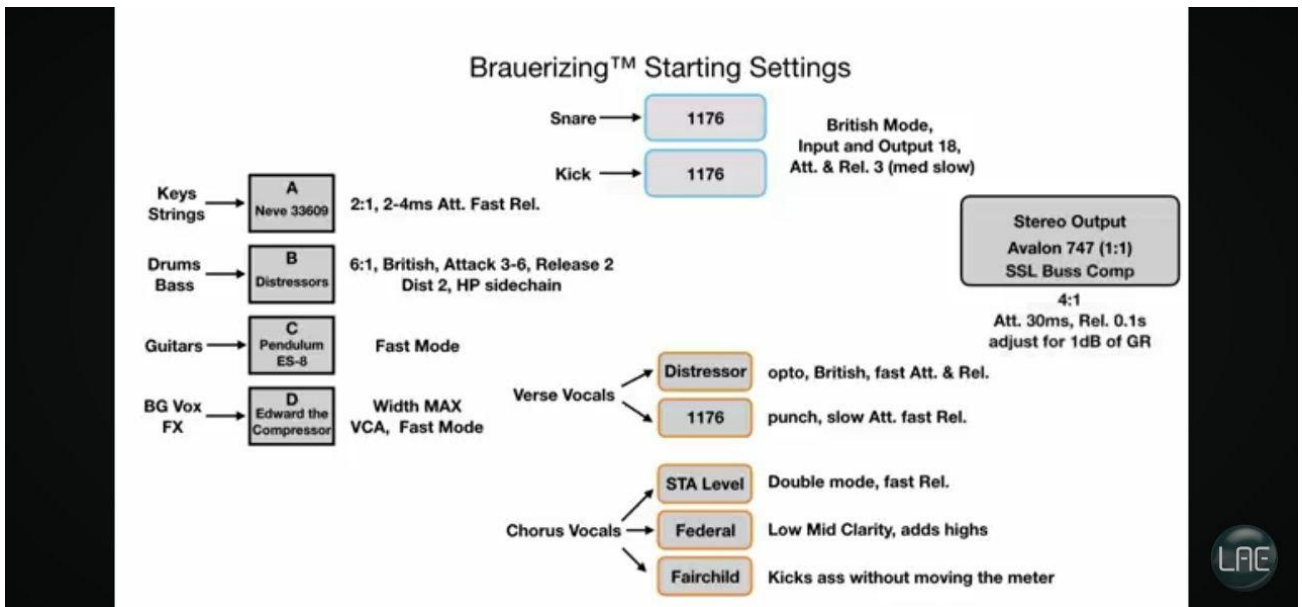 Brauerizing™ Starting Settings
Snare
1176
Kick
1176
British Mode,
Input and Output 18,
Att. & Rel. 3 (med slow)
Keys
Strings
A
Neve 33609
2:1, 2-4ms Att. Fast Rel.
Drums
Bass
B
Distressors
6:1, British, Attack 3-6, Release 2
Dist 2, HP sidechain
Guitars
C
Pendulum
ES-8
Fast Mode
BG Vox
FX
D
Edward the
Compressor
Width MAX
VCA, Fast Mode
Stereo Output
Avalon 747 (1:1)
SSL Buss Comp
4:1
Att. 30ms, Rel. 0.1s
adjust for 1dB of GR
Verse Vocals
Distressor
opto, British, fast Att. & Rel.
1176
punch, slow Att. fast Rel.
Chorus Vocals
STA Level
Double mode, fast Rel.
Federal
Low Mid Clarity, adds highs
Fairchild
Kicks ass without moving the meter
LAE